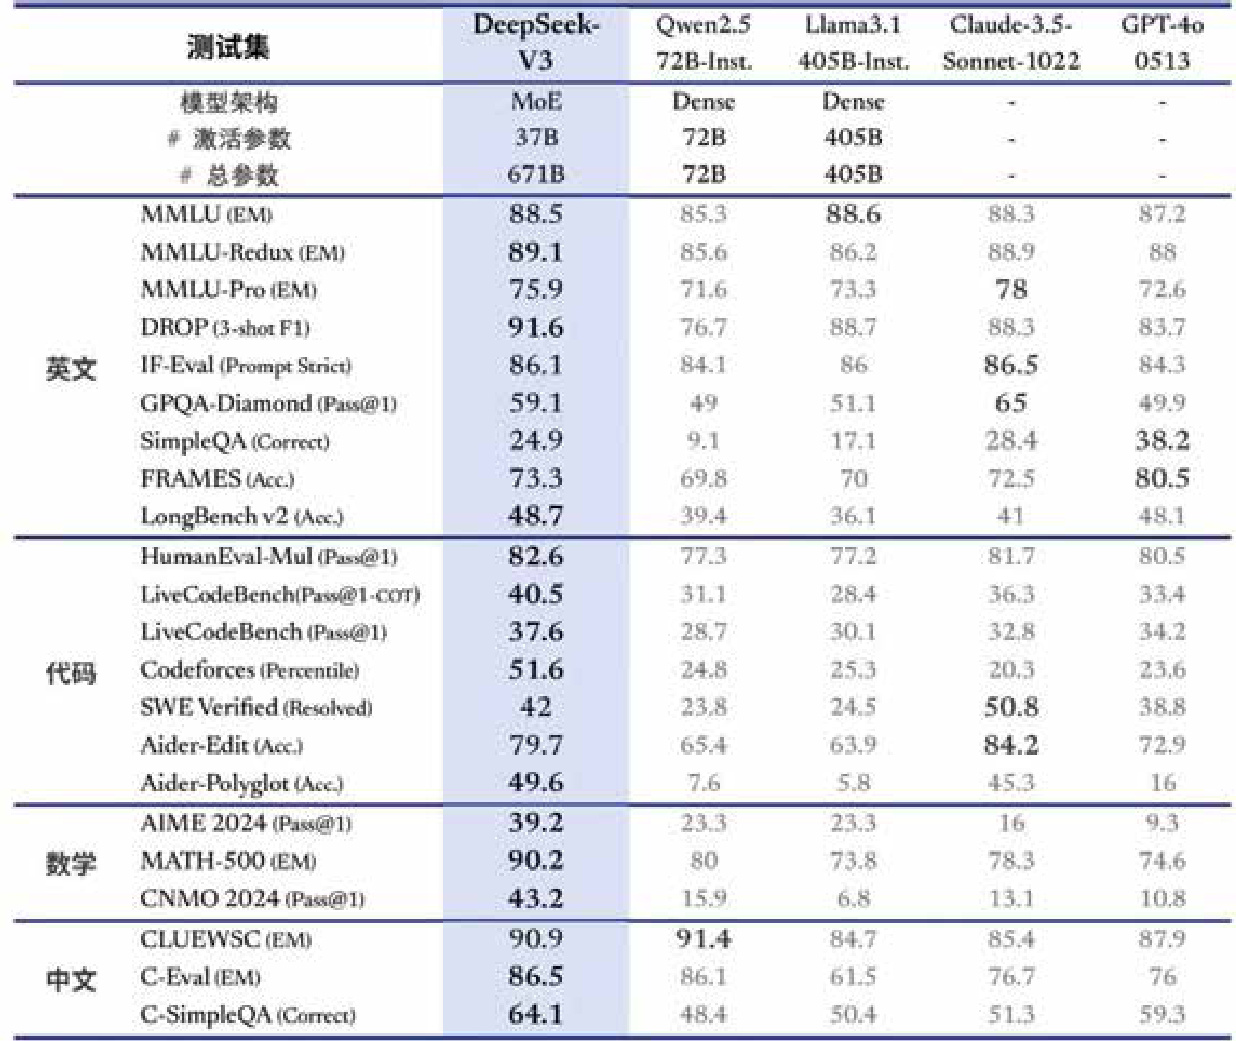 测试集 DeepSeek-V3 Qwen2.5 72B-Inst. Llama3.1 405B-Inst. Claude-3.5-Sonnet-1022 GPT-4o 0513
模型架构 MoE Dense Dense - -
# 激活参数 37B 72B 405B - -
# 总参数 671B 72B 405B - -
英文
MMLU (EM) 88.5 85.3 88.6 88.3 87.2
MMLU-Redux (EM) 89.1 85.6 86.2 88.9 88
MMLU-Pro (EM) 75.9 71.6 73.3 78 72.6
DROP (3-shot F1) 91.6 76.7 88.7 88.3 83.7
IF-Eval (Prompt Strict) 86.1 84.1 86 86.5 84.3
GPQA-Diamond (Pass@1) 59.1 49 51.1 65 49.9
SimpleQA (Correct) 24.9 9.1 17.1 28.4 38.2
FRAMES (Acc.) 73.3 69.8 70 72.5 80.5
LongBench v2 (Acc.) 48.7 39.4 36.1 41 48.1
代码
HumanEval-Mul (Pass@1) 82.6 77.3 77.2 81.7 80.5
LiveCodeBench(Pass@1-COT) 40.5 31.1 28.4 36.3 33.4
LiveCodeBench (Pass@1) 37.6 28.7 30.1 32.8 34.2
Codeforces (Percentile) 51.6 24.8 25.3 20.3 23.6
SWE Verified (Resolved) 42 23.8 24.5 50.8 38.8
Aider-Edit (Acc.) 79.7 65.4 63.9 84.2 72.9
Aider-Polyglot (Acc.) 49.6 7.6 5.8 45.3 16
数学
AIME 2024 (Pass@1) 39.2 23.3 23.3 16 9.3
MATH-500 (EM) 90.2 80 73.8 78.3 74.6
CNMO 2024 (Pass@1) 43.2 15.9 6.8 13.1 10.8
中文
CLUEWSC (EM) 90.9 91.4 84.7 85.4 87.9
C-Eval (EM) 86.5 86.1 61.5 76.7 76
C-SimpleQA (Correct) 64.1 48.4 50.4 51.3 59.3